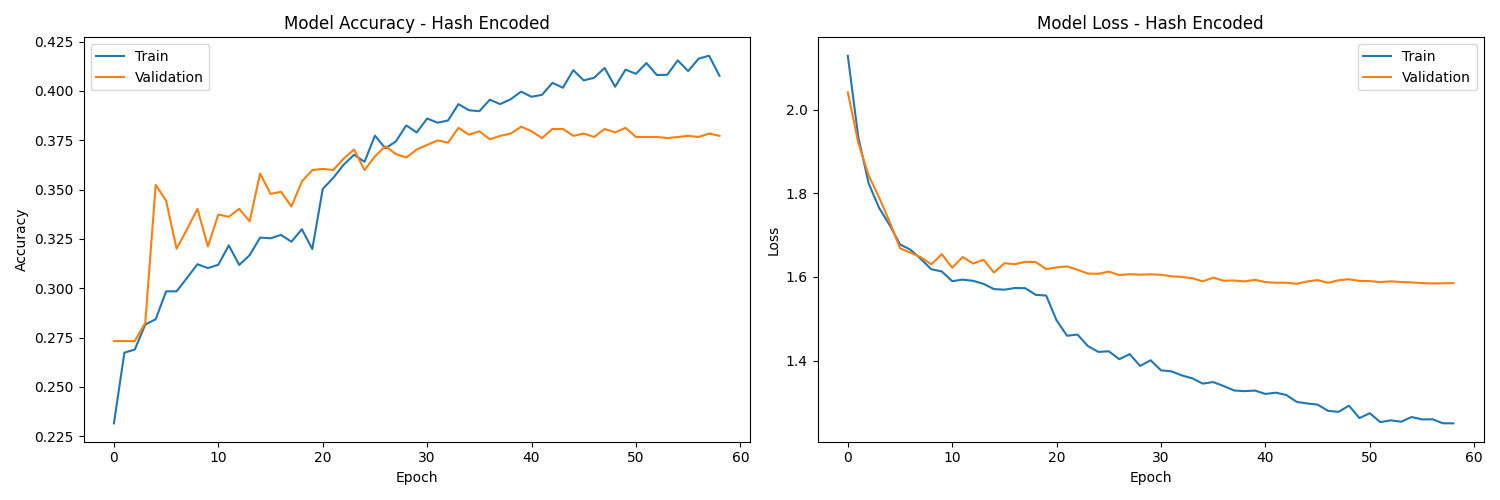 Model Accuracy - Hash Encoded
Train
Validation
0.425
0.400
0.375
0.350
0.325
0.300
0.275
0.250
0.225
Accuracy
0 10 20 30 40 50 60
Epoch
Model Loss - Hash Encoded
Train
Validation
2.0
1.8
1.6
1.4
Loss
0 10 20 30 40 50 60
Epoch